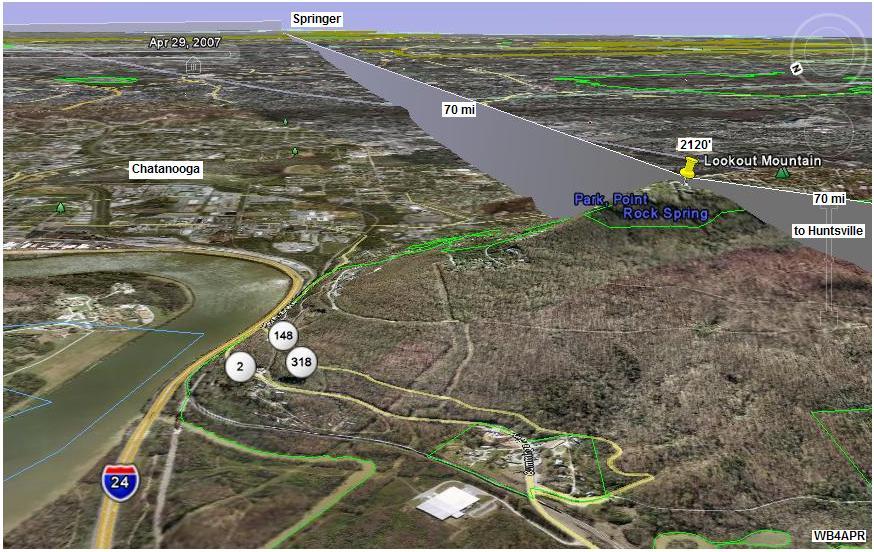 Springer
Apr 29, 2007
70 mi
2120'
Lookout Mountain
Chatanooga
Park, Point
Rock Spring
70 mi
to Huntsville
148
2
318
24
WB4APR